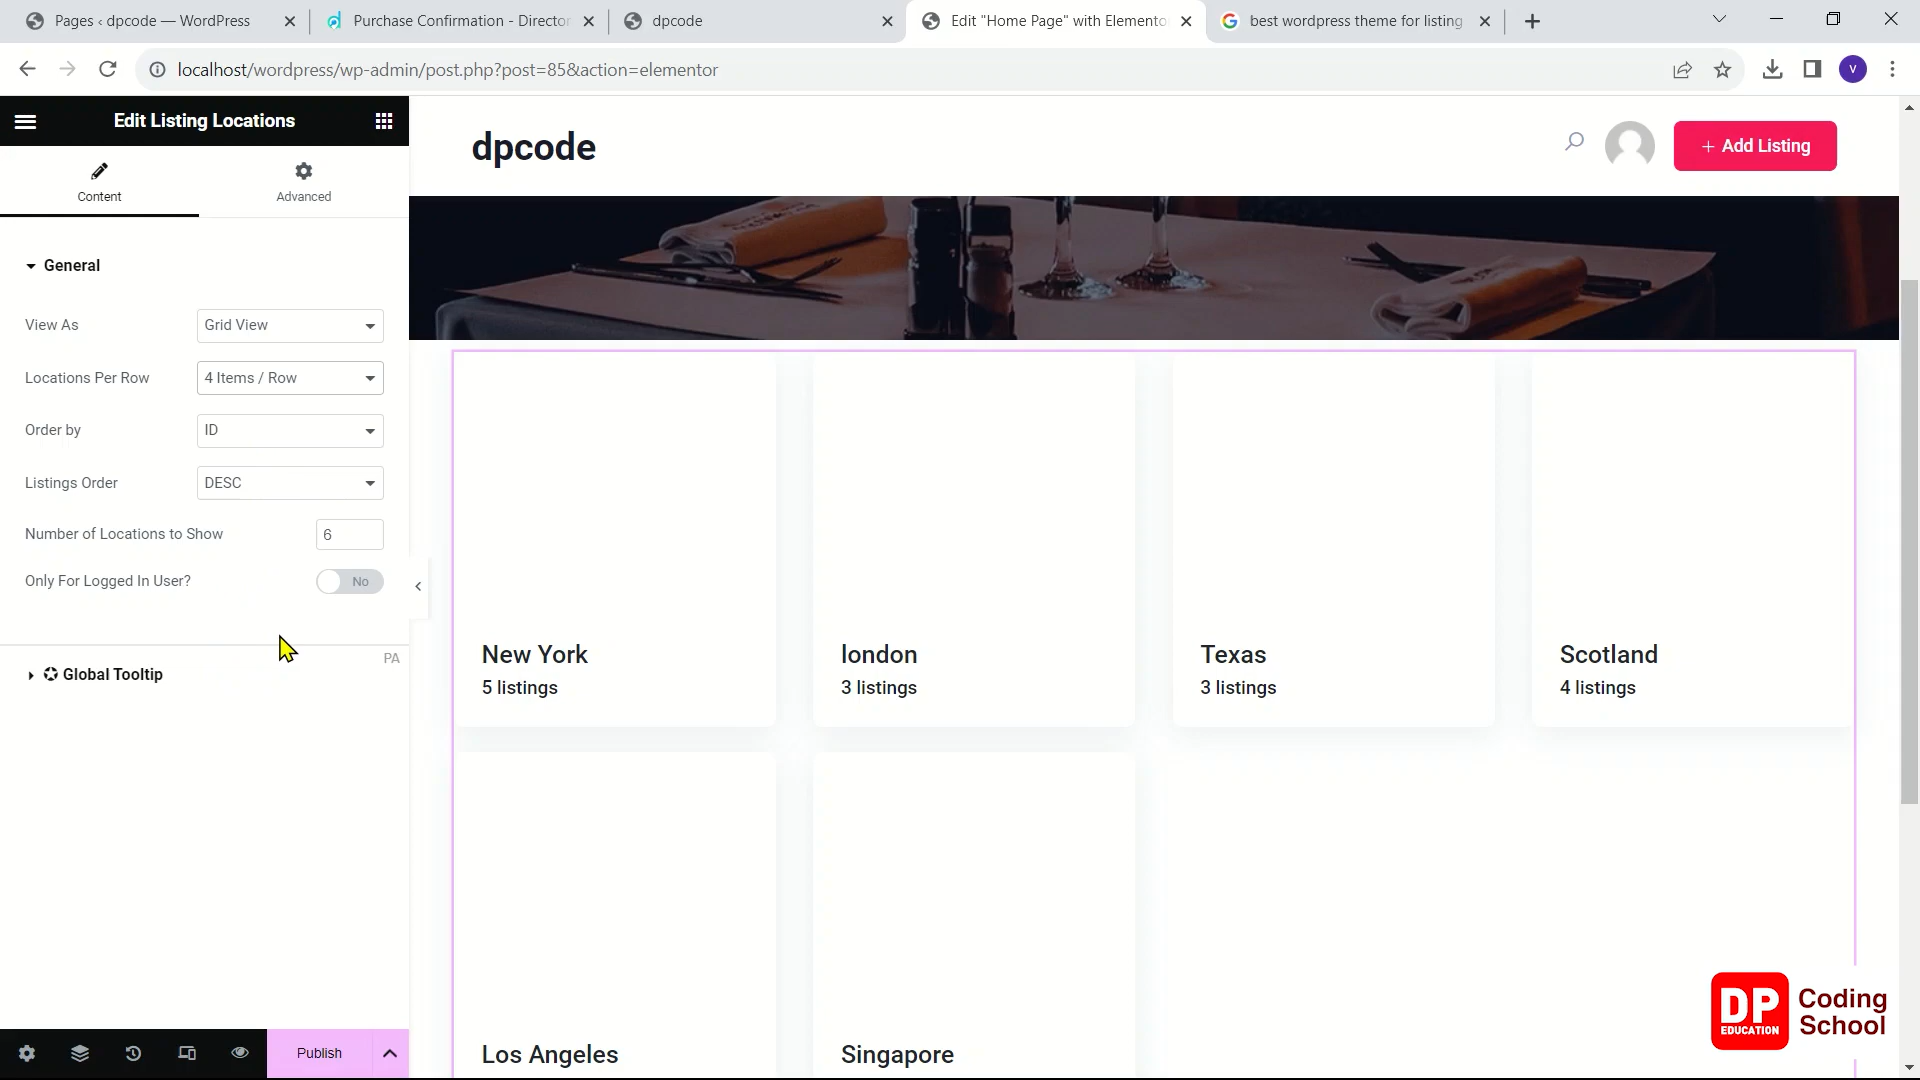 Pages ‹ dpcode — WordPress
Purchase Confirmation - Director
dpcode
Edit "Home Page" with Elemento
best wordpress theme for listing
localhost/wordpress/wp-admin/post.php?post=85&action=elementor
V
Edit Listing Locations
Content
Advanced
General
View As
Grid View
Locations Per Row
4 Items / Row
Order by
ID
Listings Order
DESC
Number of Locations to Show
6
Only For Logged In User?
No
PA
Global Tooltip
Publish
dpcode
+ Add Listing
New York
5 listings
london
3 listings
Texas
3 listings
Scotland
4 listings
Los Angeles
Singapore
DP
EDUCATION
Coding
School